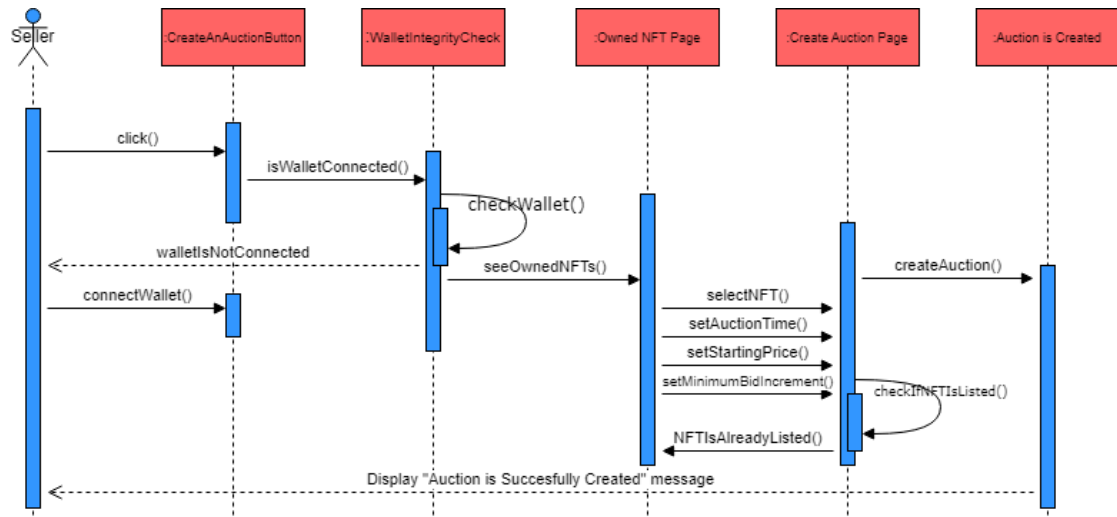 Seller
:CreateAnAuctionButton
:WalletIntegrityCheck
:Owned NFT Page
:Create Auction Page
:Auction is Created
click()
isWalletConnected()
checkWallet()
walletIsNotConnected
seeOwnedNFTs()
createAuction()
connectWallet()
selectNFT()
setAuctionTime()
setStartingPrice()
setMinimumBidIncrement()
checkIfNFTIsListed()
NFTIsAlreadyListed()
Display "Auction is Succesfully Created" message